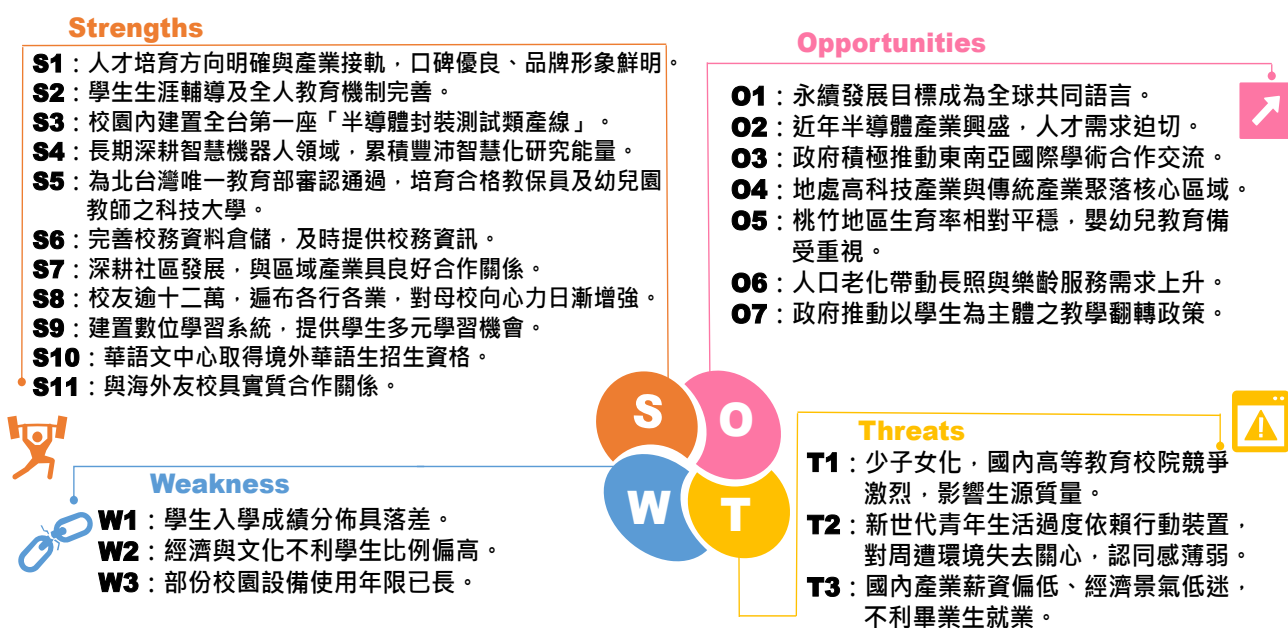 Strengths
S1：人才培育方向明確與產業接軌，口碑優良、品牌形象鮮明。
S2：學生生涯輔導及全人教育機制完善。
S3：校園內建置全台第一座「半導體封裝測試類產線」。
S4：長期深耕智慧機器人領域，累積豐沛智慧化研究能量。
S5：為北台灣唯一教育部審認通過，培育合格教保員及幼兒園
教師之科技大學。
S6：完善校務資料倉儲，及時提供校務資訊。
S7：深耕社區發展，與區域產業具良好合作關係。
S8：校友逾十二萬，遍布各行各業，對母校向心力日漸增強。
S9：建置數位學習系統，提供學生多元學習機會。
S10：華語文中心取得境外華語生招生資格。
S11：與海外友校具實質合作關係。
Opportunities
O1：永續發展目標成為全球共同語言。
O2：近年半導體產業興盛，人才需求迫切。
O3：政府積極推動東南亞國際學術合作交流。
O4：地處高科技產業與傳統產業聚落核心區域。
O5：桃竹地區生育率相對平穩，嬰幼兒教育備
受重視。
O6：人口老化帶動長照與樂齡服務需求上升。
O7：政府推動以學生為主體之教學翻轉政策。
S
O
W
T
Weakness
W1：學生入學成績分佈具落差。
W2：經濟與文化不利學生比例偏高。
W3：部份校園設備使用年限已長。
Threats
T1：少子女化，國內高等教育校院競爭
激烈，影響生源質量。
T2：新世代青年生活過度依賴行動裝置，
對周遭環境失去關心，認同感薄弱。
T3：國內產業薪資偏低、經濟景氣低迷，
不利畢業生就業。